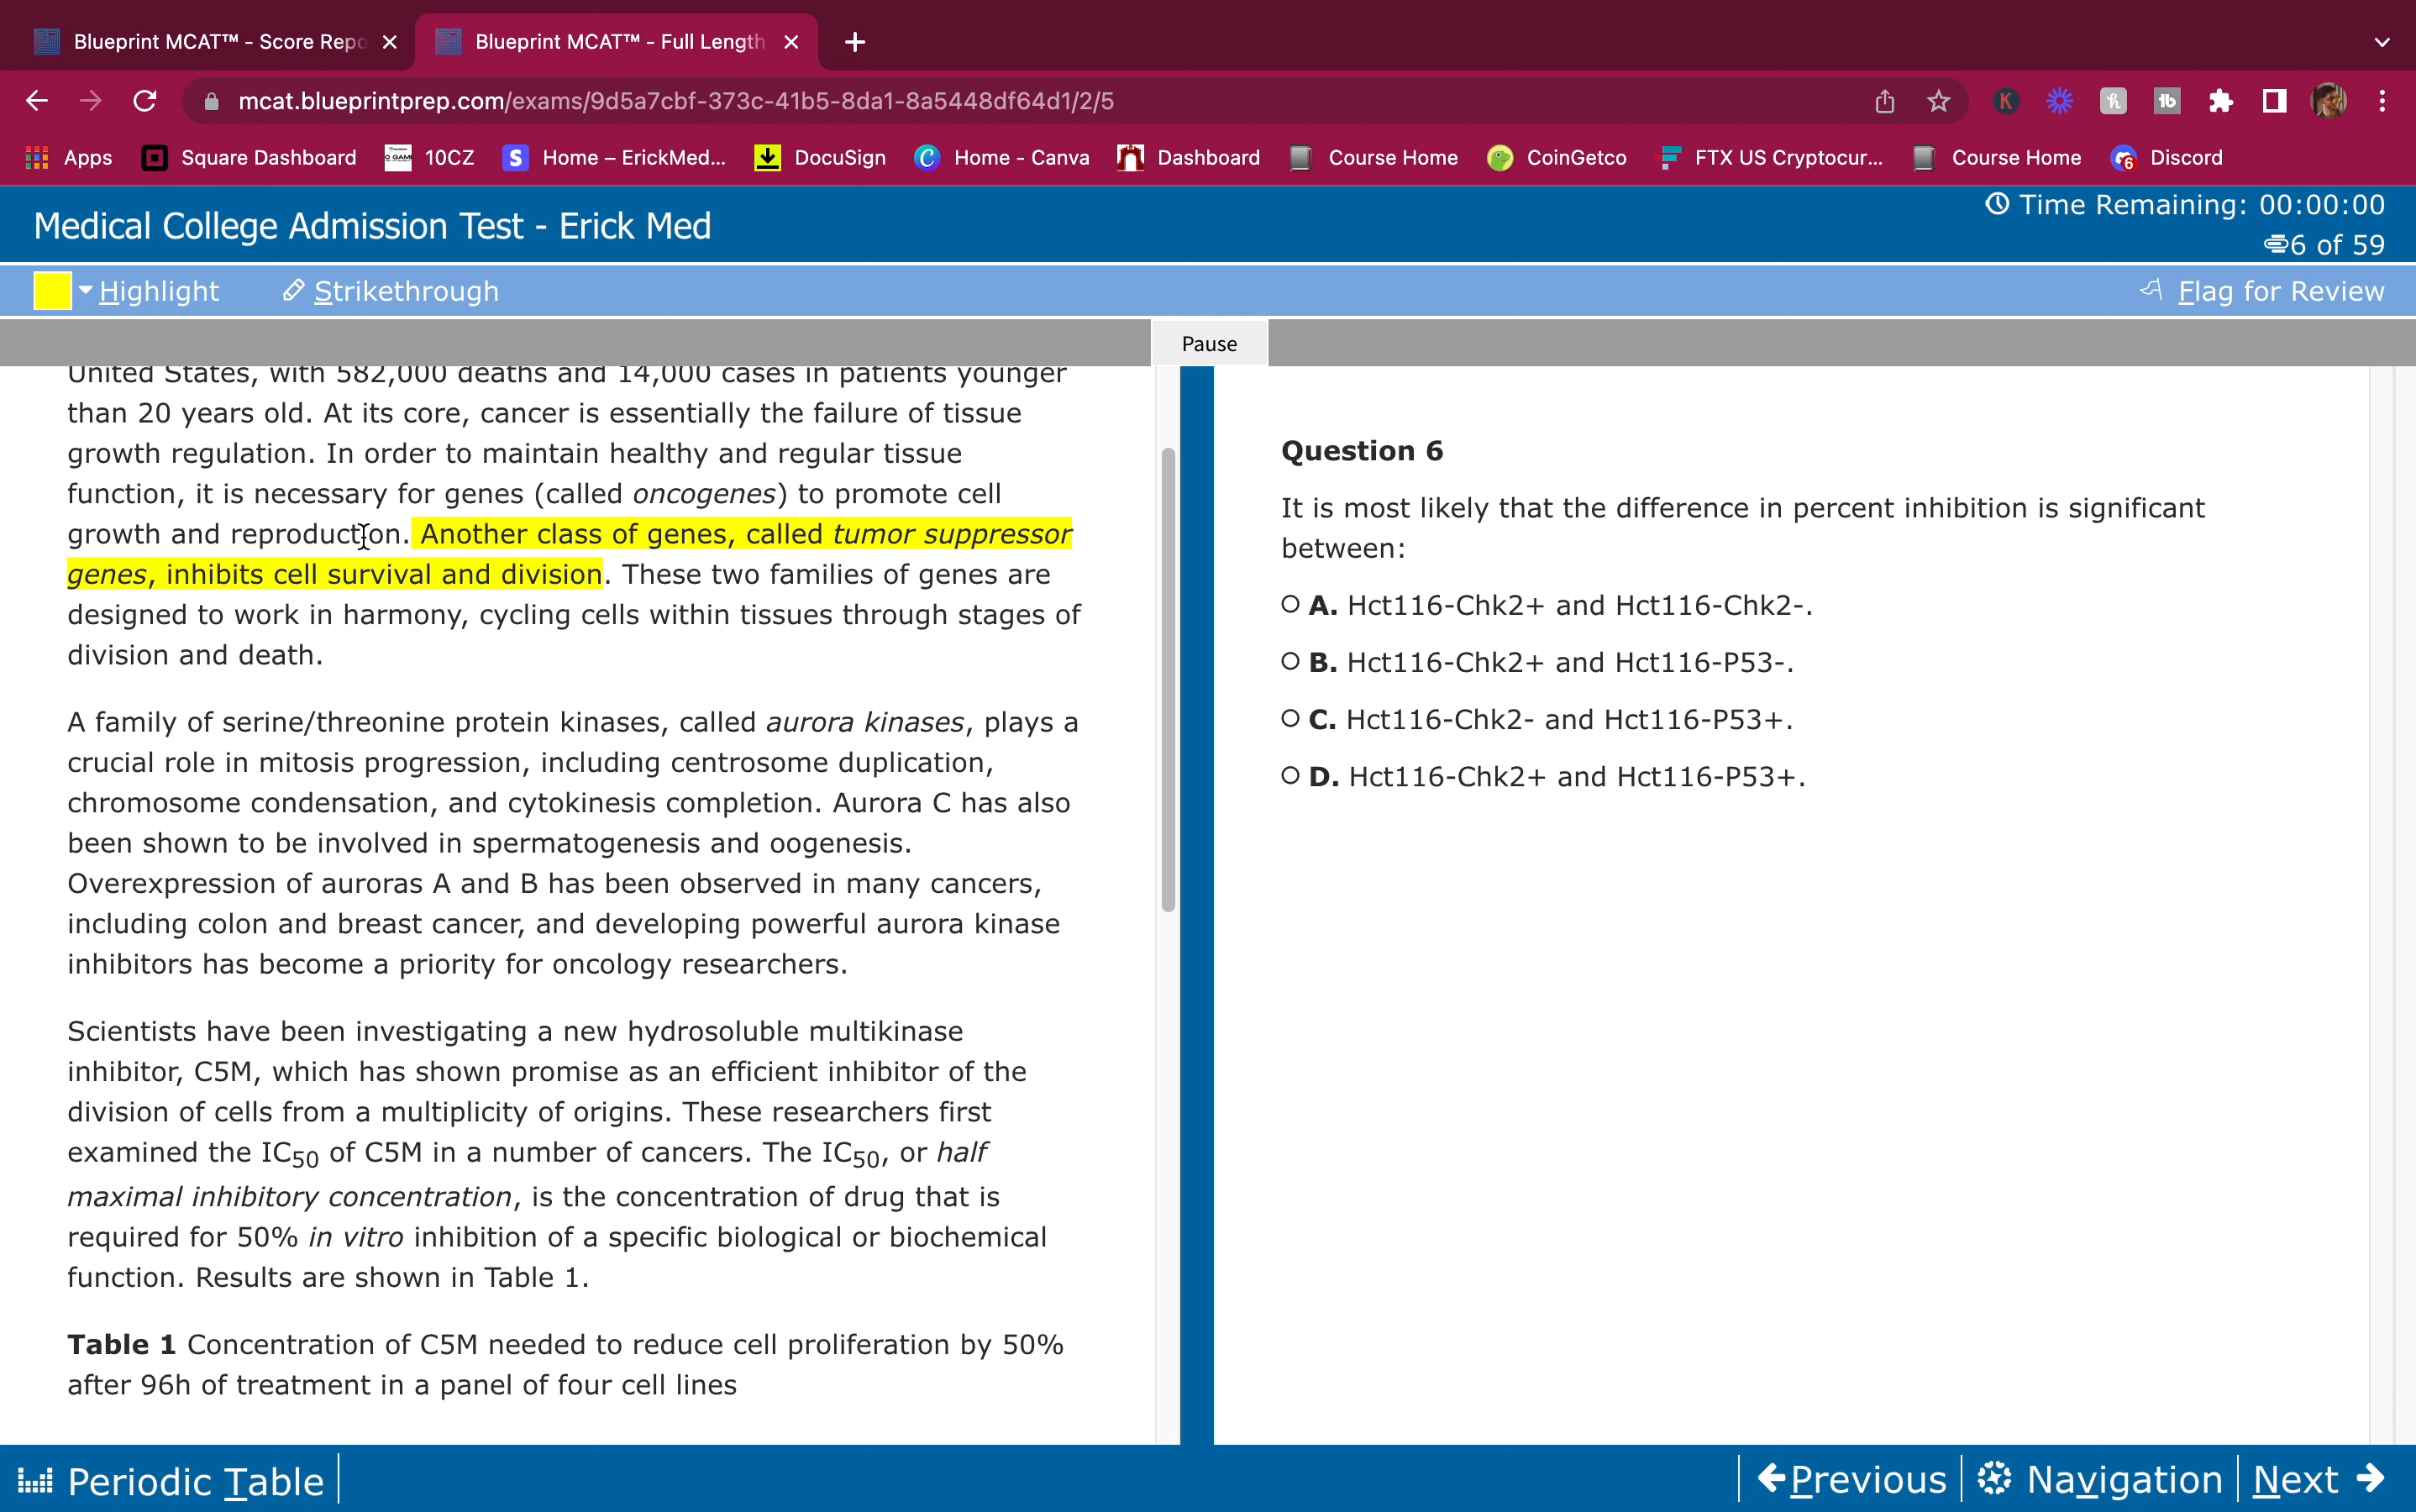 Blueprint MCAT™ - Score Repo
Blueprint MCAT™ - Full Length
mcat.blueprintprep.com/exams/9d5a7cbf-373c-41b5-8da1-8a5448df64d1/2/5
Apps Square Dashboard 10CZ Home – ErickMed... DocuSign Home - Canva Dashboard Course Home CoinGetco FTX US Cryptocur... Course Home Discord
Medical College Admission Test - Erick Med
Time Remaining: 00:00:00
6 of 59
Highlight Strikethrough Flag for Review
Pause
United States, with 582,000 deaths and 14,000 cases in patients younger
than 20 years old. At its core, cancer is essentially the failure of tissue
growth regulation. In order to maintain healthy and regular tissue
function, it is necessary for genes (called oncogenes) to promote cell
growth and reproduction. Another class of genes, called tumor suppressor
genes, inhibits cell survival and division. These two families of genes are
designed to work in harmony, cycling cells within tissues through stages of
division and death.
A family of serine/threonine protein kinases, called aurora kinases, plays a
crucial role in mitosis progression, including centrosome duplication,
chromosome condensation, and cytokinesis completion. Aurora C has also
been shown to be involved in spermatogenesis and oogenesis.
Overexpression of auroras A and B has been observed in many cancers,
including colon and breast cancer, and developing powerful aurora kinase
inhibitors has become a priority for oncology researchers.
Scientists have been investigating a new hydrosoluble multikinase
inhibitor, C5M, which has shown promise as an efficient inhibitor of the
division of cells from a multiplicity of origins. These researchers first
examined the IC50 of C5M in a number of cancers. The IC50, or half
maximal inhibitory concentration, is the concentration of drug that is
required for 50% in vitro inhibition of a specific biological or biochemical
function. Results are shown in Table 1.
Table 1 Concentration of C5M needed to reduce cell proliferation by 50%
after 96h of treatment in a panel of four cell lines
Question 6
It is most likely that the difference in percent inhibition is significant
between:
A. Hct116-Chk2+ and Hct116-Chk2-.
B. Hct116-Chk2+ and Hct116-P53-.
C. Hct116-Chk2- and Hct116-P53+.
D. Hct116-Chk2+ and Hct116-P53+.
Periodic Table Previous Navigation Next